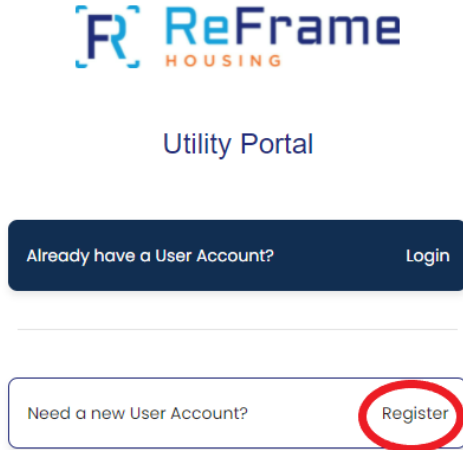 ReFrame
HOUSING
Utility Portal
Already have a User Account? Login
Need a new User Account? Register